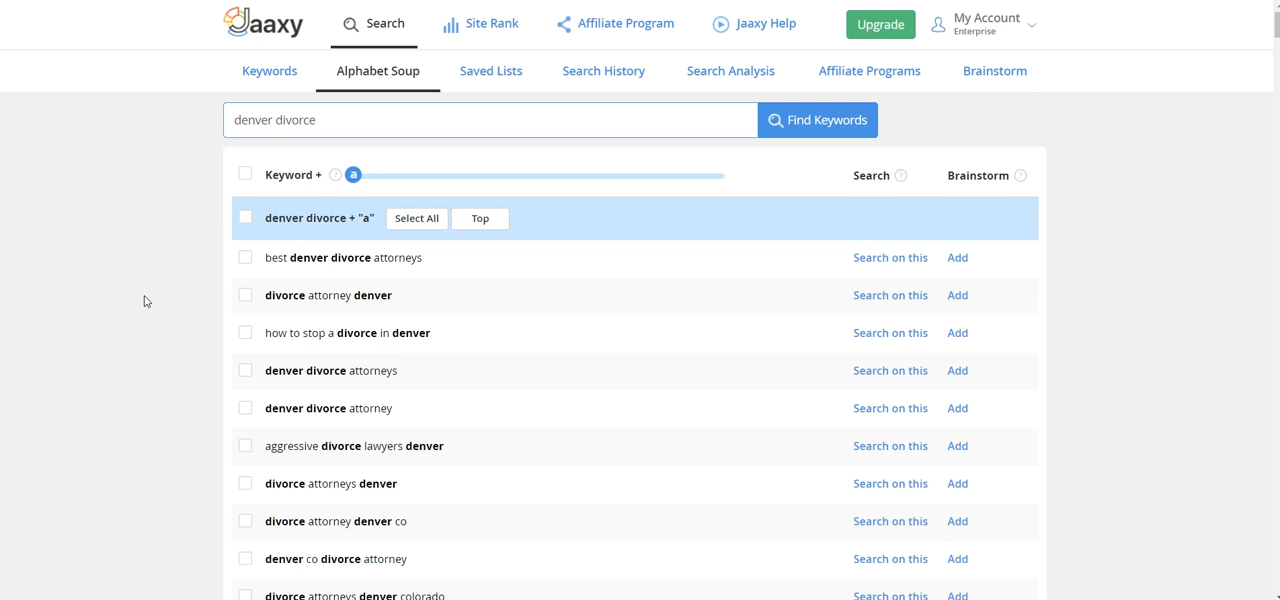 Jaaxy
Search
Site Rank
Affiliate Program
Jaaxy Help
Upgrade
My Account
Enterprise
Keywords
Alphabet Soup
Saved Lists
Search History
Search Analysis
Affiliate Programs
Brainstorm
denver divorce
Find Keywords
Keyword + ? a Search ? Brainstorm ?
denver divorce + "a" Select All Top
best denver divorce attorneys Search on this Add
divorce attorney denver Search on this Add
how to stop a divorce in denver Search on this Add
denver divorce attorneys Search on this Add
denver divorce attorney Search on this Add
aggressive divorce lawyers denver Search on this Add
divorce attorneys denver Search on this Add
divorce attorney denver co Search on this Add
denver co divorce attorney Search on this Add
divorce attorneys denver colorado Search on this Add